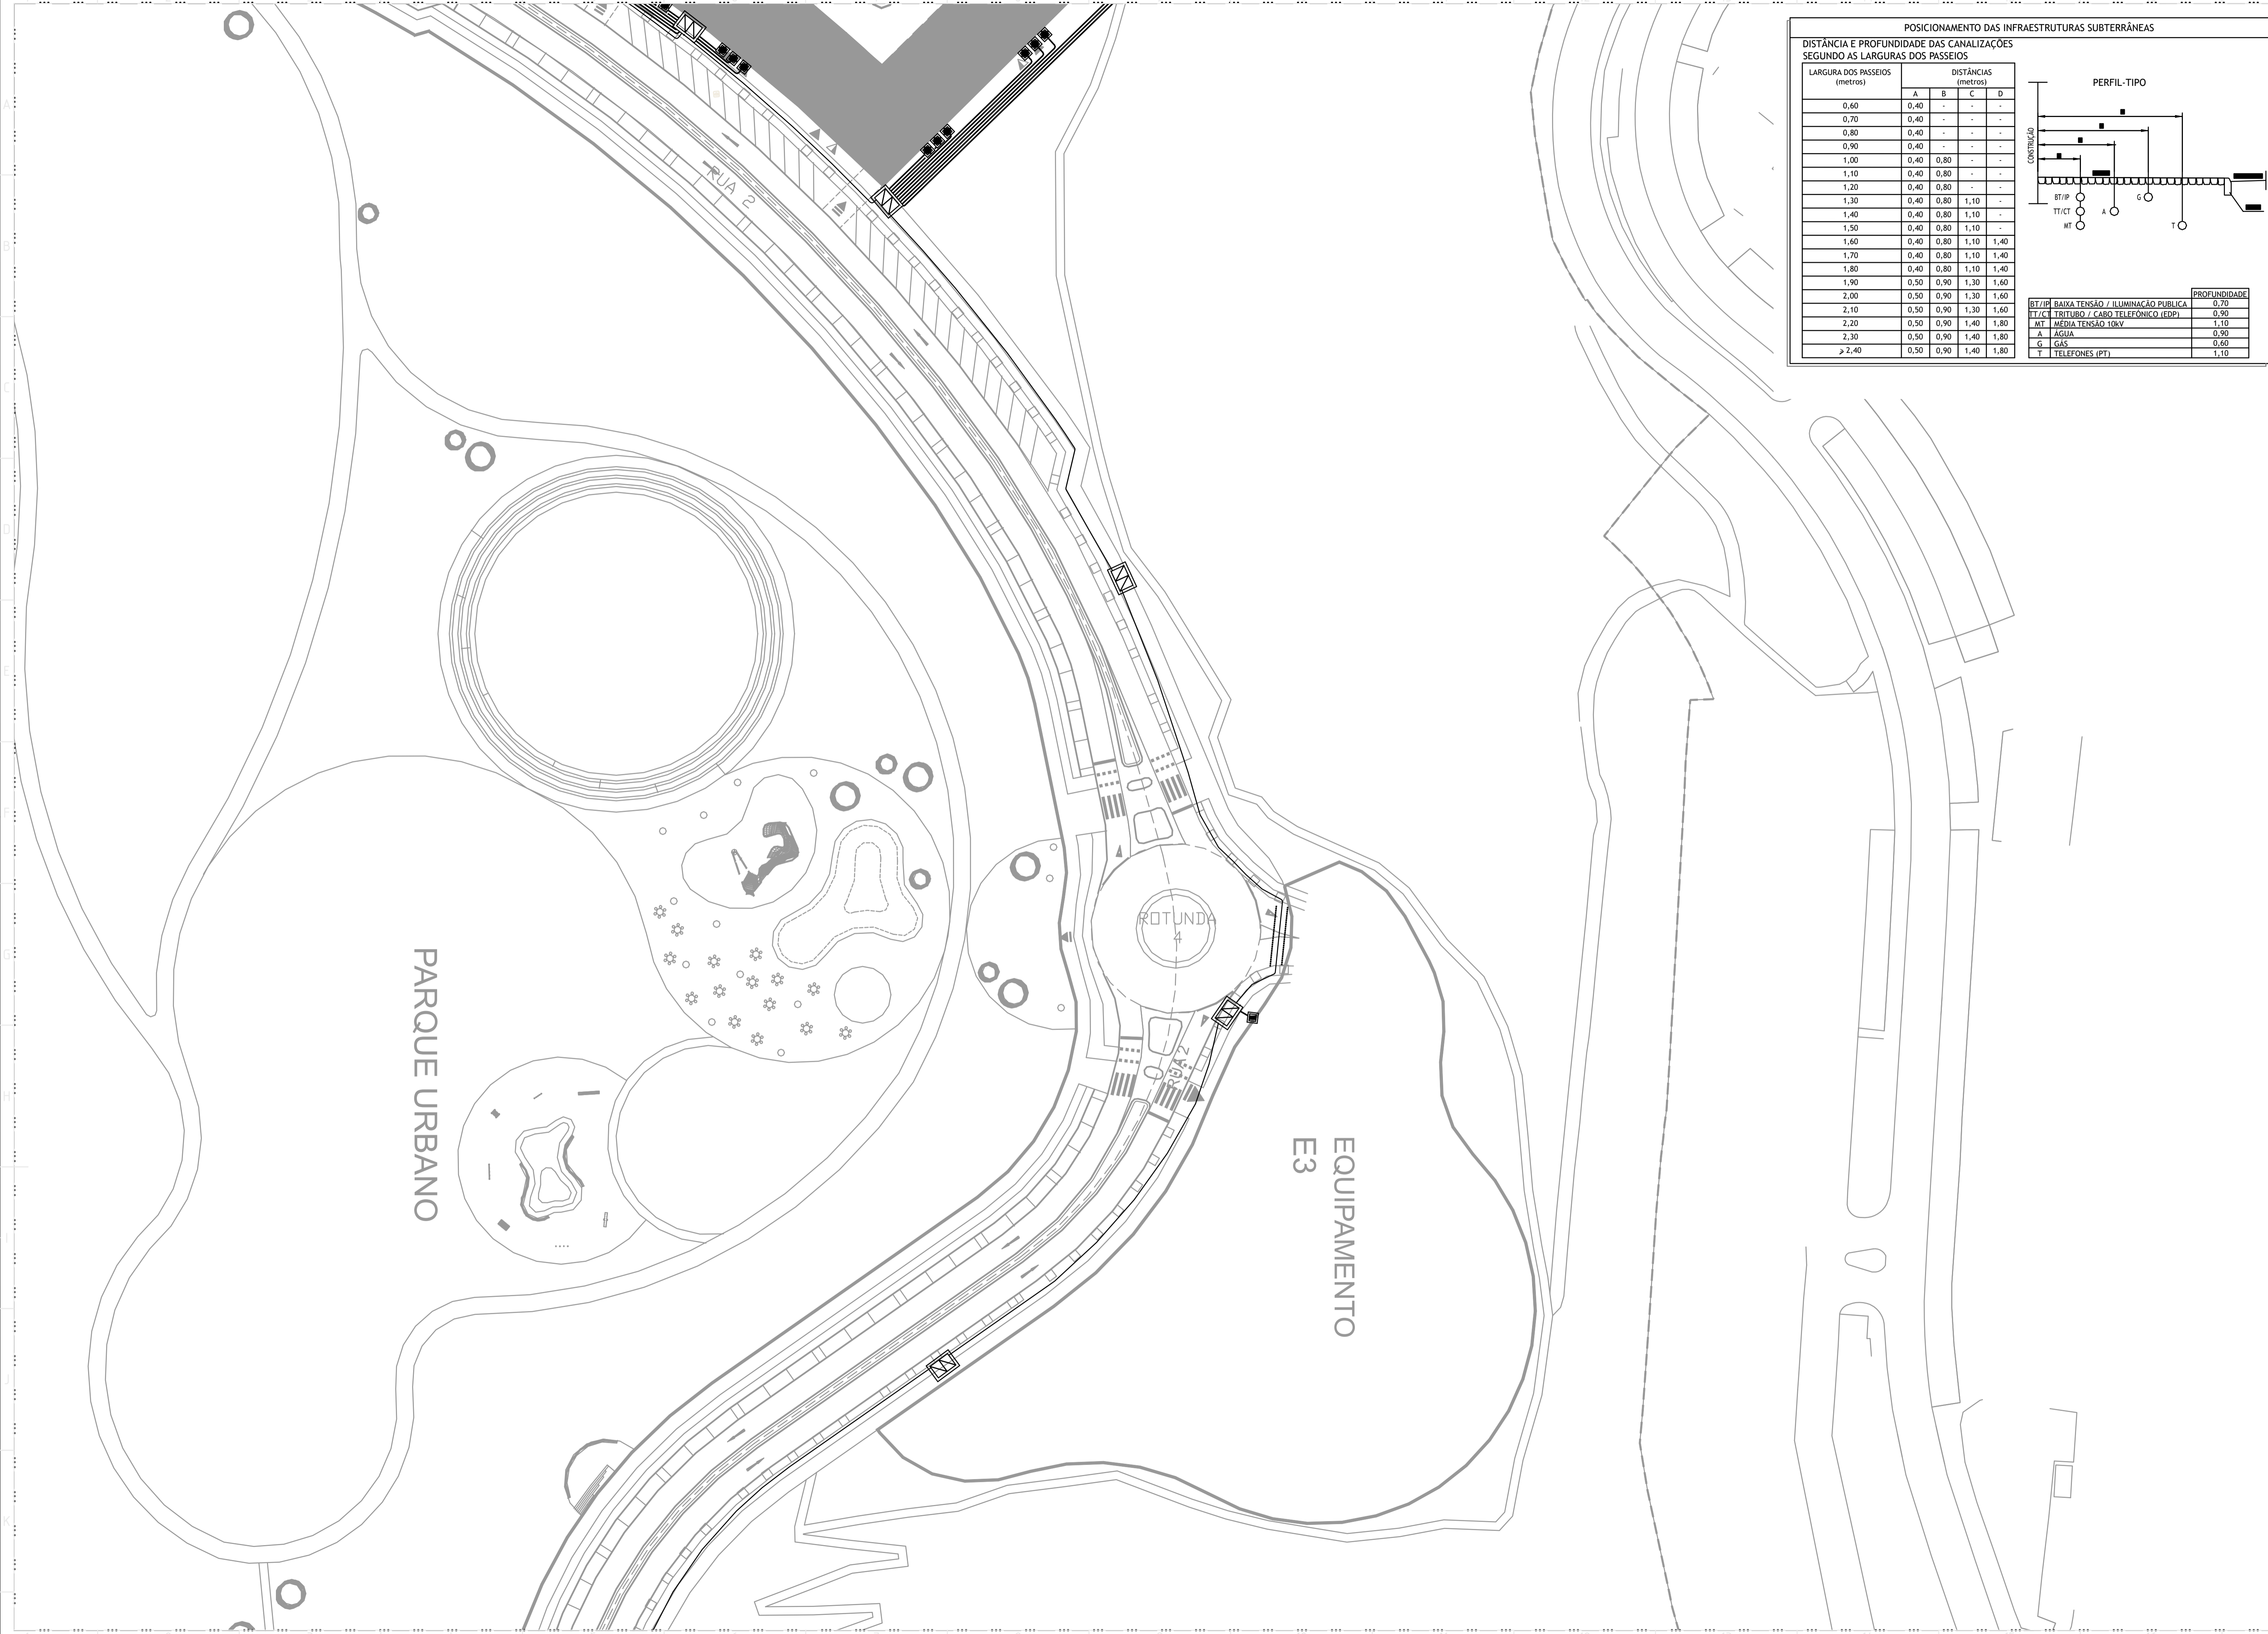 POSICIONAMENTO DAS INFRAESTRUTURAS SUBTERRÂNEAS
DISTÂNCIA E PROFUNDIDADE DAS CANALIZAÇÕES
SEGUNDO AS LARGURAS DOS PASSEIOS
LARGURA DOS PASSEIOS
(metros)
DISTÂNCIAS
(metros)
A B C D
0,60 0,40 - - -
0,70 0,40 - - -
0,80 0,40 - - -
0,90 0,40 - - -
1,00 0,40 0,80 - -
1,10 0,40 0,80 - -
1,20 0,40 0,80 - -
1,30 0,40 0,80 1,10 -
1,40 0,40 0,80 1,10 -
1,50 0,40 0,80 1,10 -
1,60 0,40 0,80 1,10 1,40
1,70 0,40 0,80 1,10 1,40
1,80 0,40 0,80 1,10 1,40
1,90 0,50 0,90 1,30 1,60
2,00 0,50 0,90 1,30 1,60
2,10 0,50 0,90 1,30 1,60
2,20 0,50 0,90 1,40 1,80
2,30 0,50 0,90 1,40 1,80
⩾ 2,40 0,50 0,90 1,40 1,80
PERFIL-TIPO
CONSTRUÇÃO
BT/IP
G
TT/CT
A
MT
T
PROFUNDIDADE
BT/IP BAIXA TENSÃO / ILUMINAÇÃO PUBLICA 0,70
TT/CT TRITUBO / CABO TELEFÓNICO (EDP) 0,90
MT MÉDIA TENSÃO 10kV 1,10
A ÁGUA 0,90
G GÁS 0,60
T TELEFONES (PT) 1,10
RUA 2
ROTUNDA
4
RUA 2
PARQUE URBANO
EQUIPAMENTO
E3
A
B
C
D
E
F
G
H
I
J
K